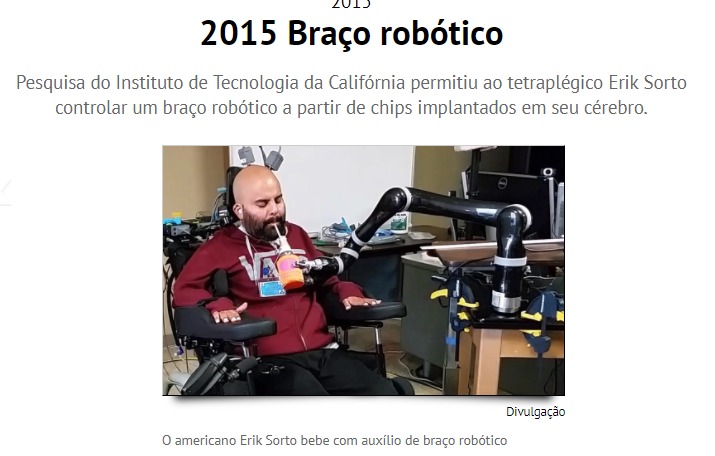 2015
2015 Braço robótico
Pesquisa do Instituto de Tecnologia da Califórnia permitiu ao tetraplégico Erik Sorto
controlar um braço robótico a partir de chips implantados em seu cérebro.
Divulgação
O americano Erik Sorto bebe com auxílio de braço robótico